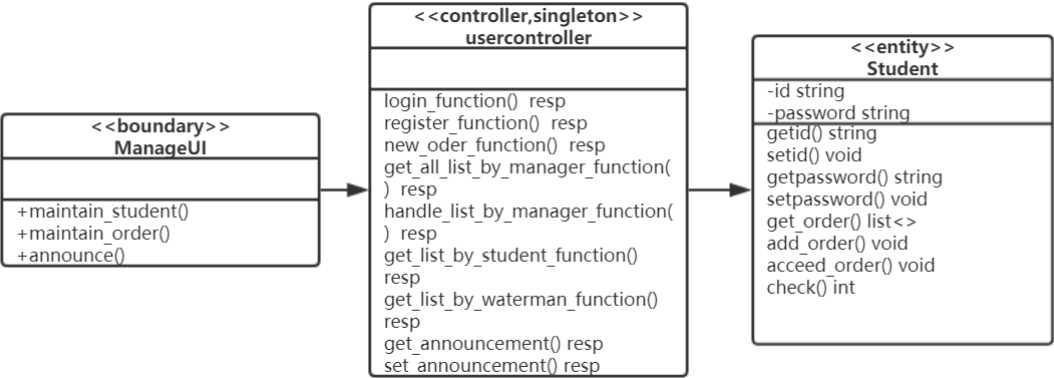 <<boundary>>
ManageUI
+maintain_student()
+maintain_order()
+announce()
<<controller,singleton>>
usercontroller
login_function()  resp
register_function()  resp
new_oder_function()  resp
get_all_list_by_manager_function(
)  resp
handle_list_by_manager_function(
)  resp
get_list_by_student_function()
resp
get_list_by_waterman_function()
resp
get_announcement() resp
set_announcement() resp
<<entity>>
Student
-id string
-password string
getid() string
setid() void
getpassword() string
setpassword() void
get_order() list<>
add_order() void
acceed_order() void
check() int